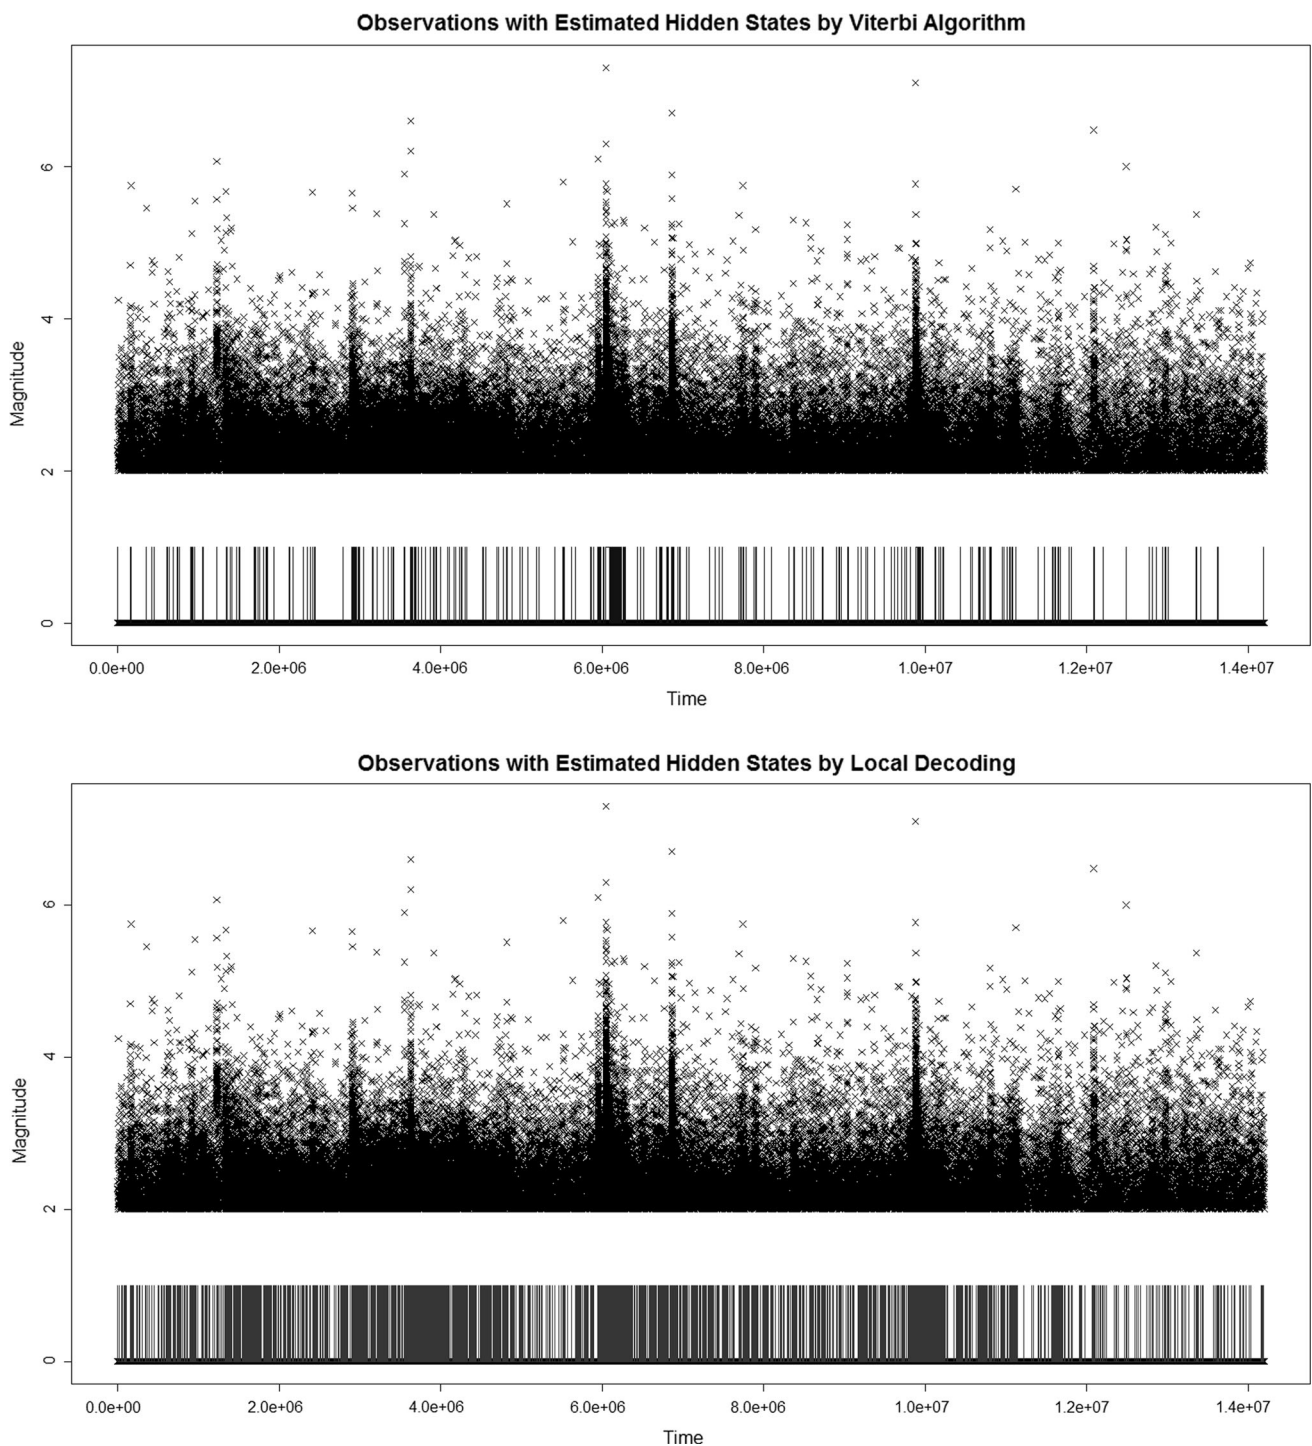 Observations with Estimated Hidden States by Viterbi Algorithm
Magnitude
6
4
2
0
0.0e+00 2.0e+06 4.0e+06 6.0e+06 8.0e+06 1.0e+07 1.2e+07 1.4e+07
Time
Observations with Estimated Hidden States by Local Decoding
Magnitude
6
4
2
0
0.0e+00 2.0e+06 4.0e+06 6.0e+06 8.0e+06 1.0e+07 1.2e+07 1.4e+07
Time